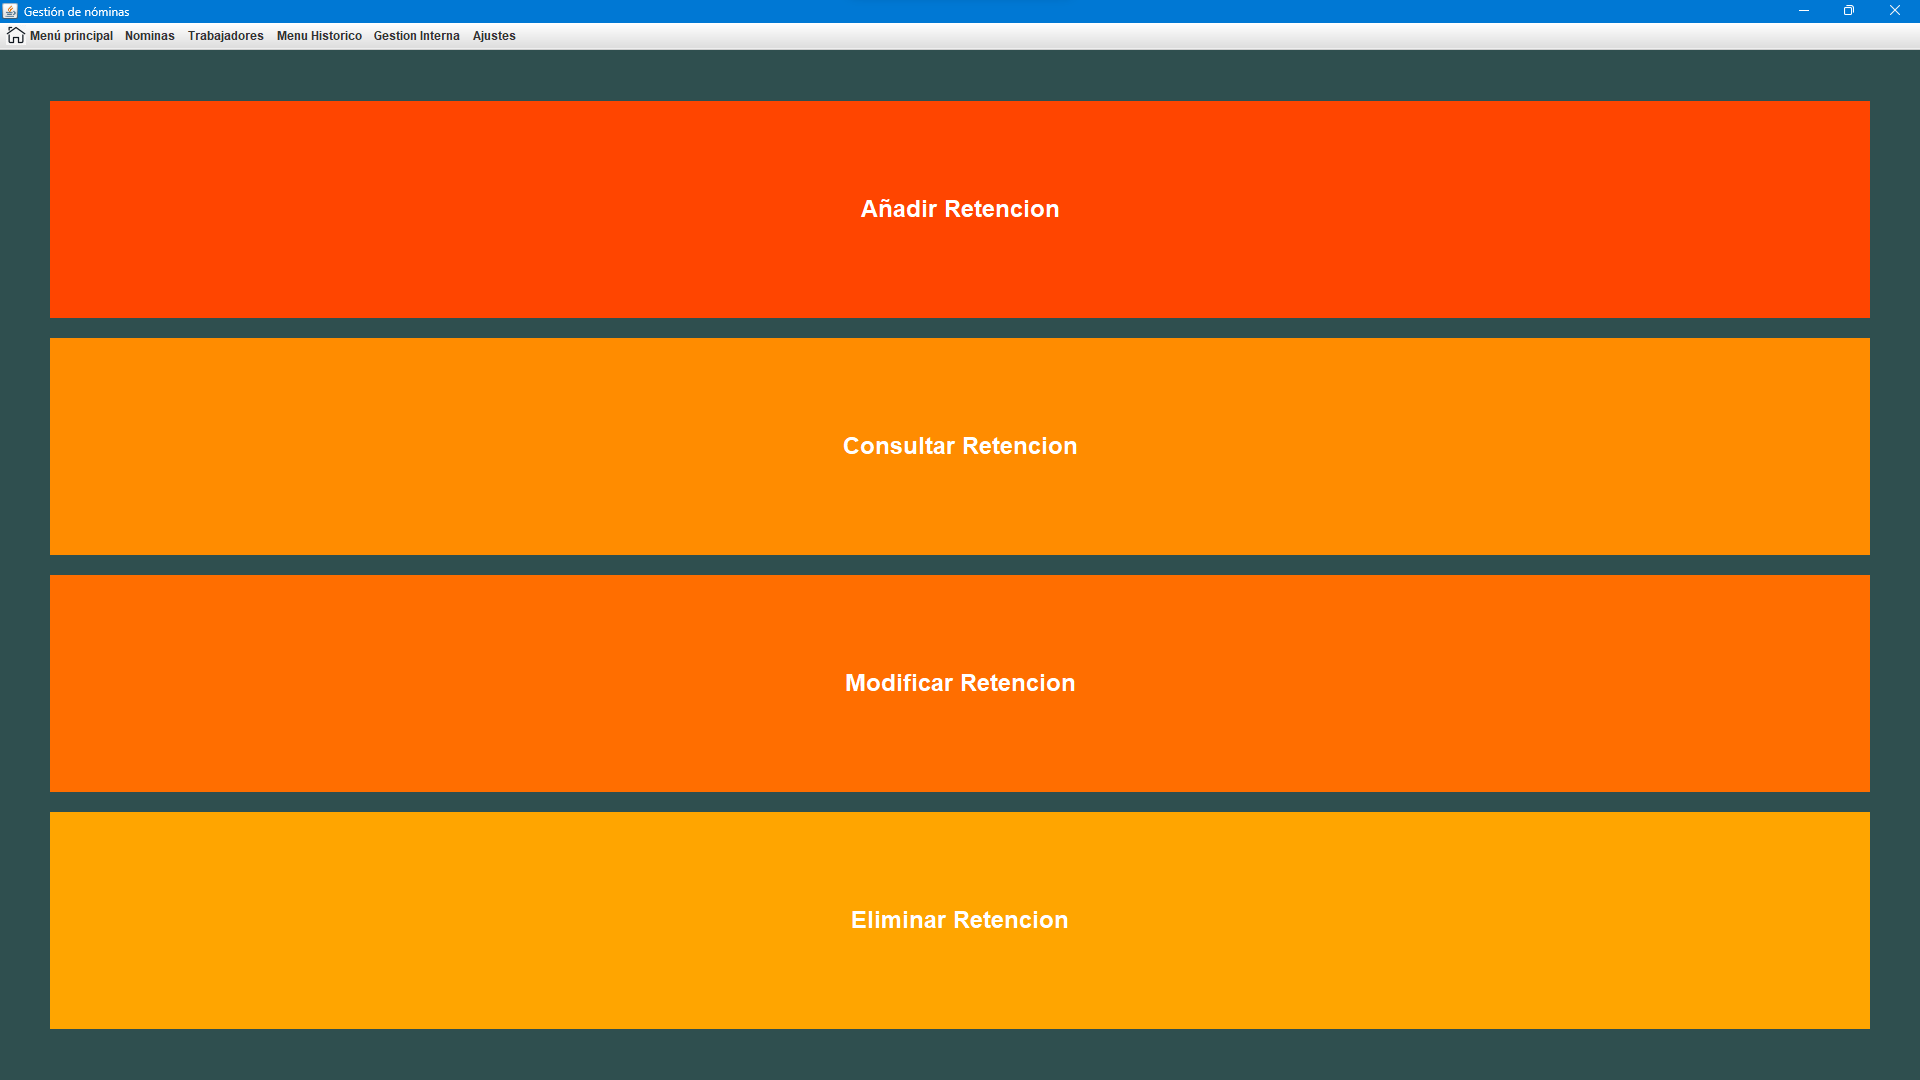 Gestión de nóminas
Menú principal Nominas Trabajadores Menu Historico Gestion Interna Ajustes
Añadir Retencion
Consultar Retencion
Modificar Retencion
Eliminar Retencion